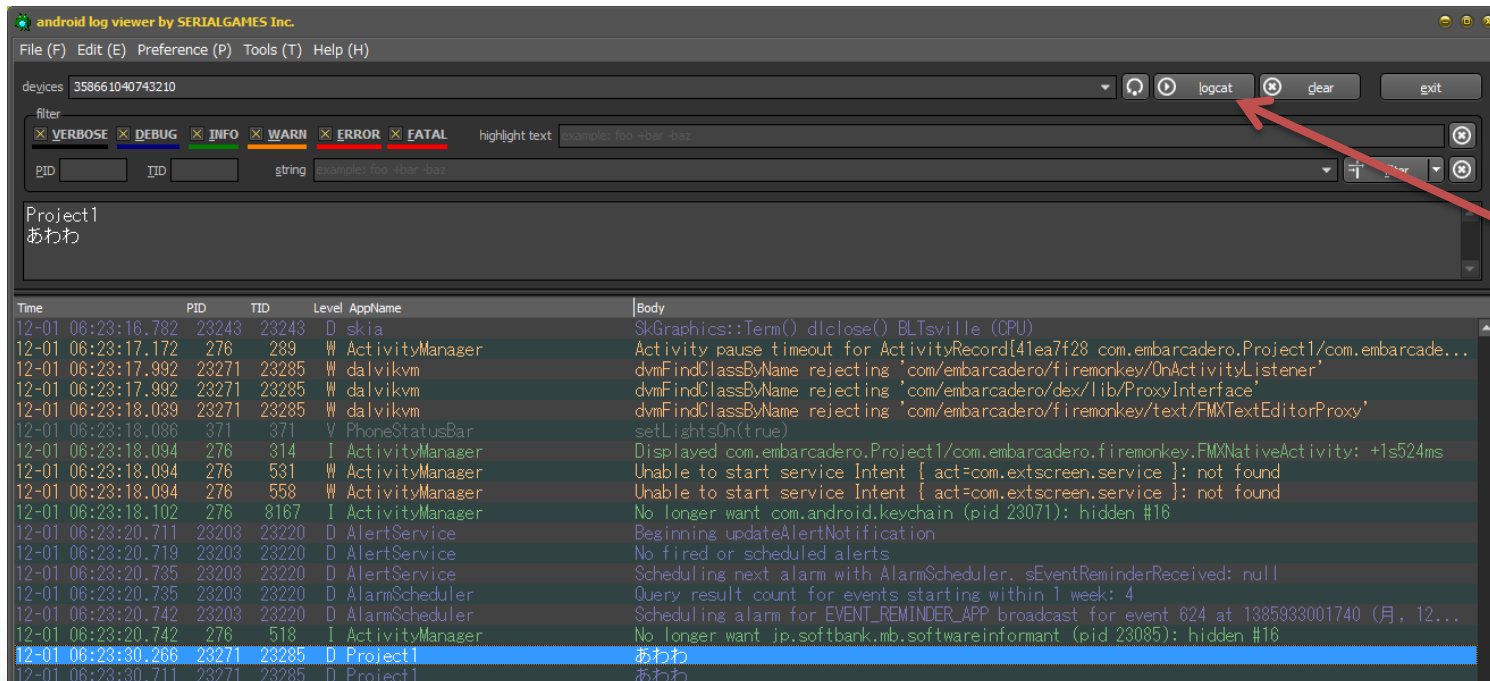 android log viewer by SERIALGAMES Inc.
File (F) Edit (E) Preference (P) Tools (T) Help (H)
devices 358661040743210 logcat clear exit
filter
VERBOSE DEBUG INFO WARN ERROR FATAL highlight text example: foo +bar -baz
PID TID string example: foo +bar -baz
Project1
あわわ
Time PID TID Level AppName Body
12-01 06:23:16.782 23243 23243 D skia SkGraphics::Term() dlclose() BLTsville (CPU)
12-01 06:23:17.172 276 289 W ActivityManager Activity pause timeout for ActivityRecord[41ea7f28 com.embarcadero.Project1/com.embarcade...
12-01 06:23:17.992 23271 23285 W dalvikvm dvmFindClassByName rejecting 'com/embarcadero/firemonkey/OnActivityListener'
12-01 06:23:17.992 23271 23285 W dalvikvm dvmFindClassByName rejecting 'com/embarcadero/dex/lib/ProxyInterface'
12-01 06:23:18.039 23271 23285 W dalvikvm dvmFindClassByName rejecting 'com/embarcadero/firemonkey/text/FMXTextEditorProxy'
12-01 06:23:18.086 371 371 V PhoneStatusBar setLightsOn(true)
12-01 06:23:18.094 276 314 I ActivityManager Displayed com.embarcadero.Project1/com.embarcadero.firemonkey.FMXNativeActivity: +1s524ms
12-01 06:23:18.094 276 531 W ActivityManager Unable to start service Intent { act=com.extscreen.service }: not found
12-01 06:23:18.094 276 558 W ActivityManager Unable to start service Intent { act=com.extscreen.service }: not found
12-01 06:23:18.102 276 8167 I ActivityManager No longer want com.android.keychain (pid 23071): hidden #16
12-01 06:23:20.711 23203 23220 D AlertService Beginning updateAlertNotification
12-01 06:23:20.719 23203 23220 D AlertService No fired or scheduled alerts
12-01 06:23:20.735 23203 23220 D AlertService Scheduling next alarm with AlarmScheduler. sEventReminderReceived: null
12-01 06:23:20.735 23203 23220 D AlarmScheduler Query result count for events starting within 1 week: 4
12-01 06:23:20.742 23203 23220 D AlarmScheduler Scheduling alarm for EVENT_REMINDER_APP broadcast for event 624 at 1385933001740 (月, 12...
12-01 06:23:20.742 276 518 I ActivityManager No longer want jp.softbank.mb.softwareinformant (pid 23085): hidden #16
12-01 06:23:30.266 23271 23285 D Project1 あわわ
12-01 06:23:30.711 23271 23285 D Project1 あわわ